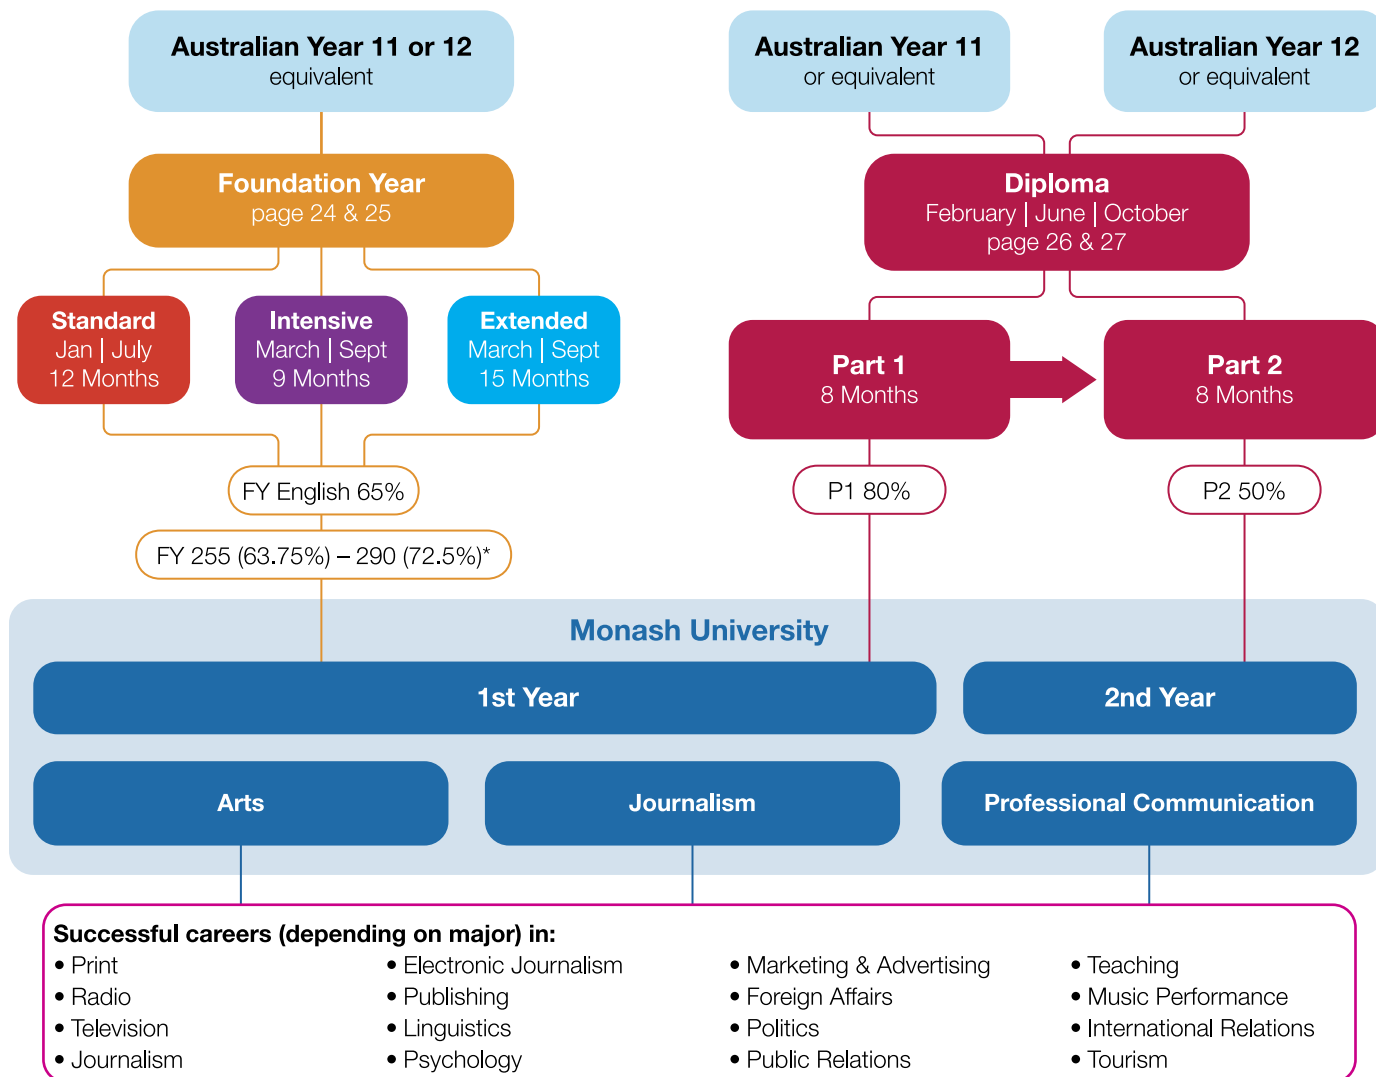 Australian Year 11 or 12
equivalent
Australian Year 11
or equivalent
Australian Year 12
or equivalent
Foundation Year
page 24 & 25
Diploma
February | June | October
page 26 & 27
Standard
Jan | July
12 Months
Intensive
March | Sept
9 Months
Extended
March | Sept
15 Months
Part 1
8 Months
Part 2
8 Months
FY English 65%
P1 80%
P2 50%
FY 255 (63.75%) – 290 (72.5%)*
Monash University
1st Year
2nd Year
Arts
Journalism
Professional Communication
Successful careers (depending on major) in:
• Print
• Radio
• Television
• Journalism
• Electronic Journalism
• Publishing
• Linguistics
• Psychology
• Marketing & Advertising
• Foreign Affairs
• Politics
• Public Relations
• Teaching
• Music Performance
• International Relations
• Tourism